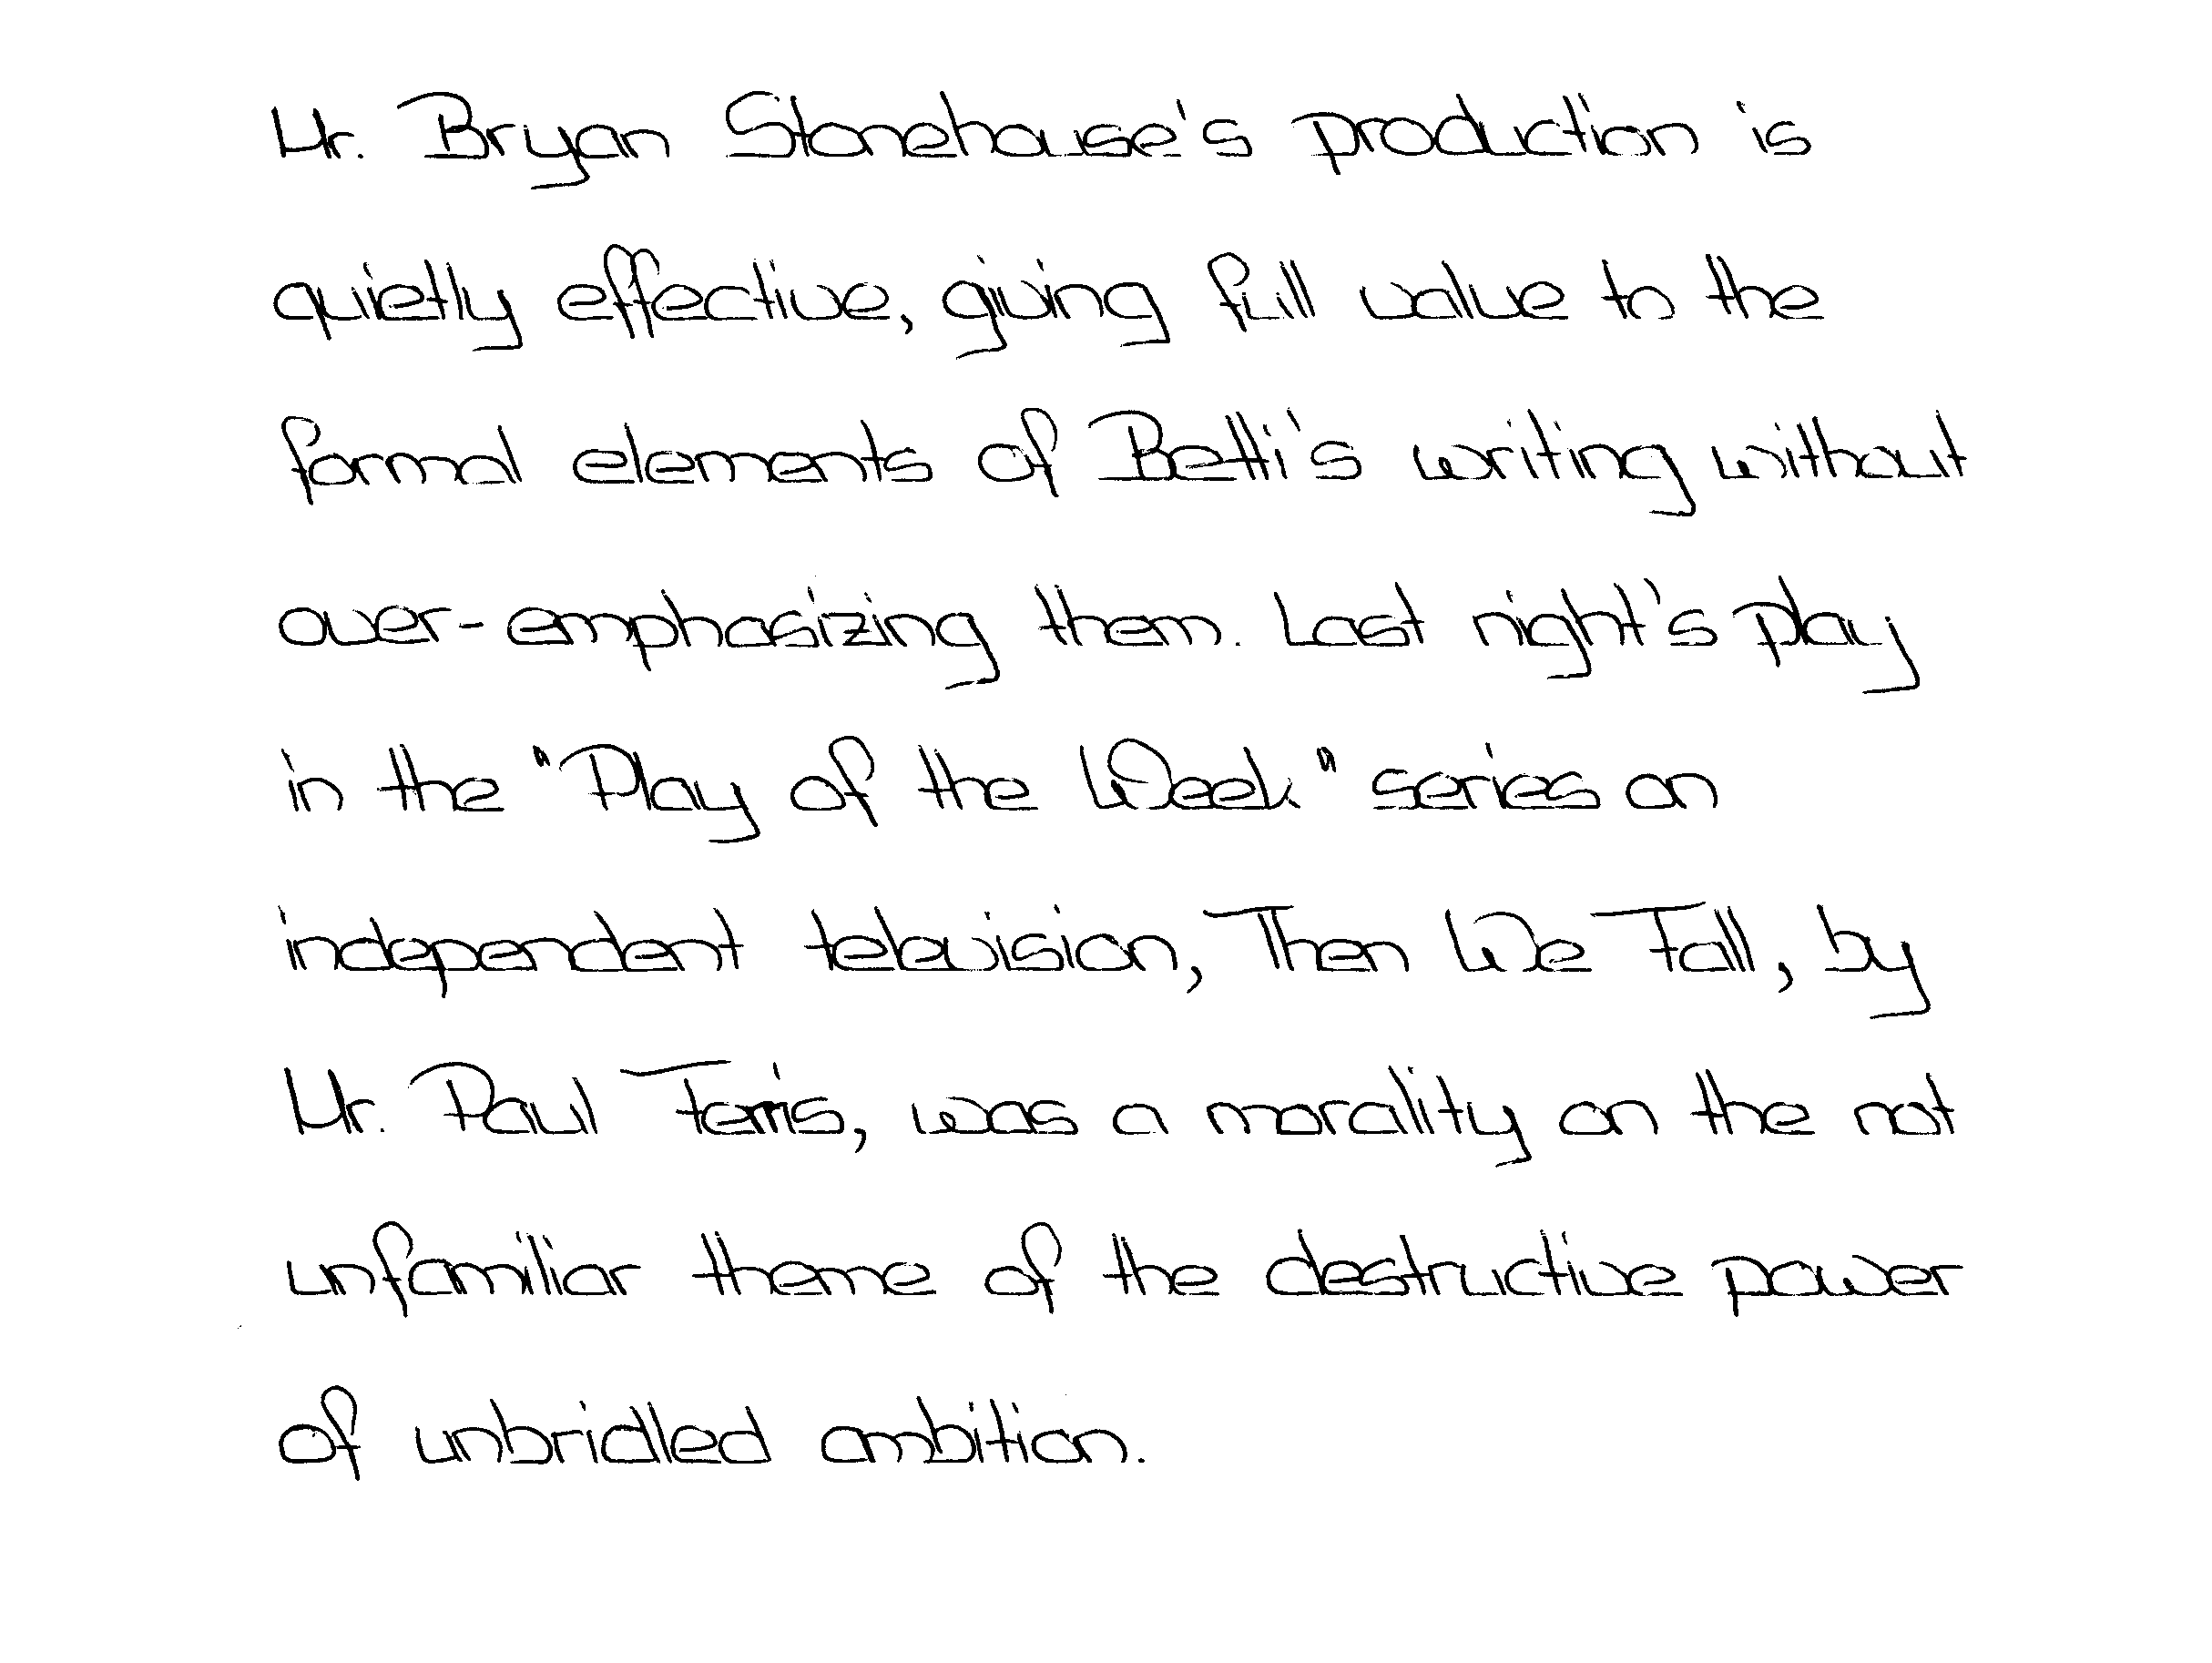 Mr. Bryan Stonehouse's production is
quietly effective, giving full value to the
formal elements of Betti's writing without
over-emphasizing them. Last night's play
in the "Play of the Week" series on
independent television, Then We Fall, by
Mr. Paul Ferris, was a morality on the not
unfamiliar theme of the destructive power
of unbridled ambition.